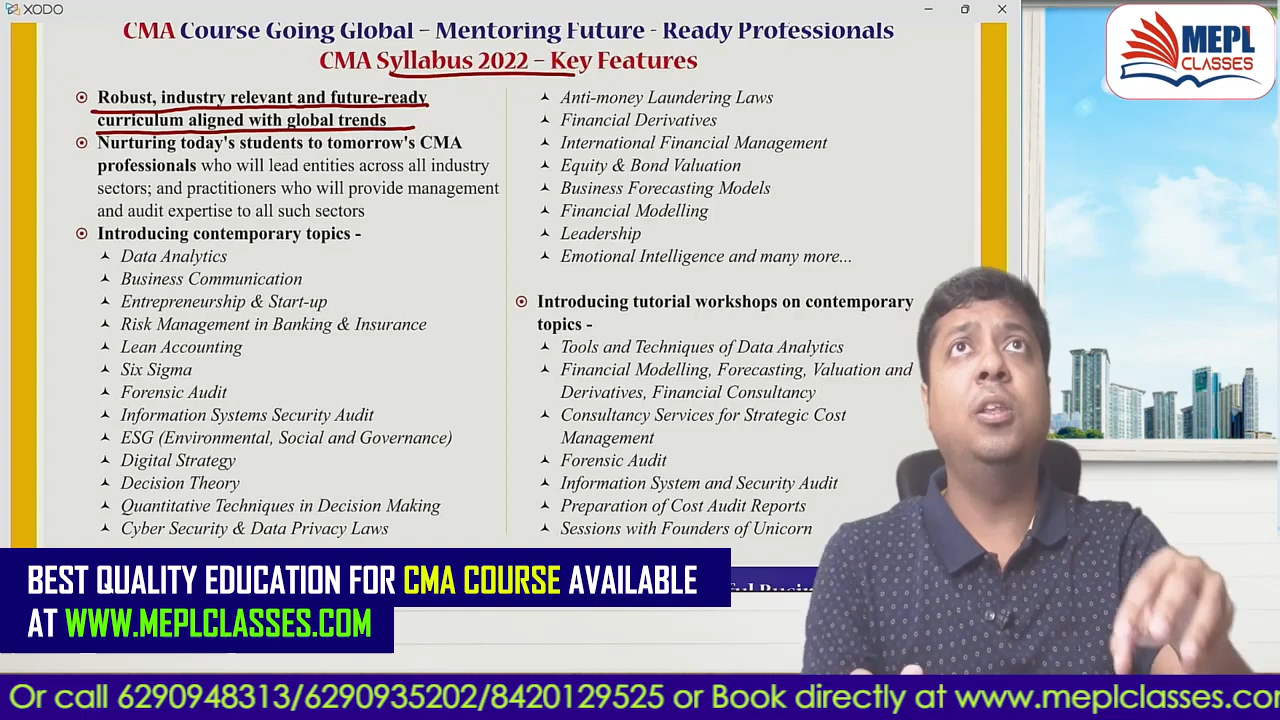 XODO
CMA Course Going Global – Mentoring Future - Ready Professionals
CMA Syllabus 2022 – Key Features
Robust, industry relevant and future-ready
curriculum aligned with global trends
Nurturing today's students to tomorrow's CMA
professionals who will lead entities across all industry
sectors; and practitioners who will provide management
and audit expertise to all such sectors
Introducing contemporary topics -
Data Analytics
Business Communication
Entrepreneurship & Start-up
Risk Management in Banking & Insurance
Lean Accounting
Six Sigma
Forensic Audit
Information Systems Security Audit
ESG (Environmental, Social and Governance)
Digital Strategy
Decision Theory
Quantitative Techniques in Decision Making
Cyber Security & Data Privacy Laws
Anti-money Laundering Laws
Financial Derivatives
International Financial Management
Equity & Bond Valuation
Business Forecasting Models
Financial Modelling
Leadership
Emotional Intelligence and many more...
Introducing tutorial workshops on contemporary
topics -
Tools and Techniques of Data Analytics
Financial Modelling, Forecasting, Valuation and
Derivatives, Financial Consultancy
Consultancy Services for Strategic Cost
Management
Forensic Audit
Information System and Security Audit
Preparation of Cost Audit Reports
Sessions with Founders of Unicorn
MEPL
CLASSES
BEST QUALITY EDUCATION FOR CMA COURSE AVAILABLE
AT WWW.MEPLCLASSES.COM
Or call 6290948313/6290935202/8420129525 or Book directly at www.meplclasses.co